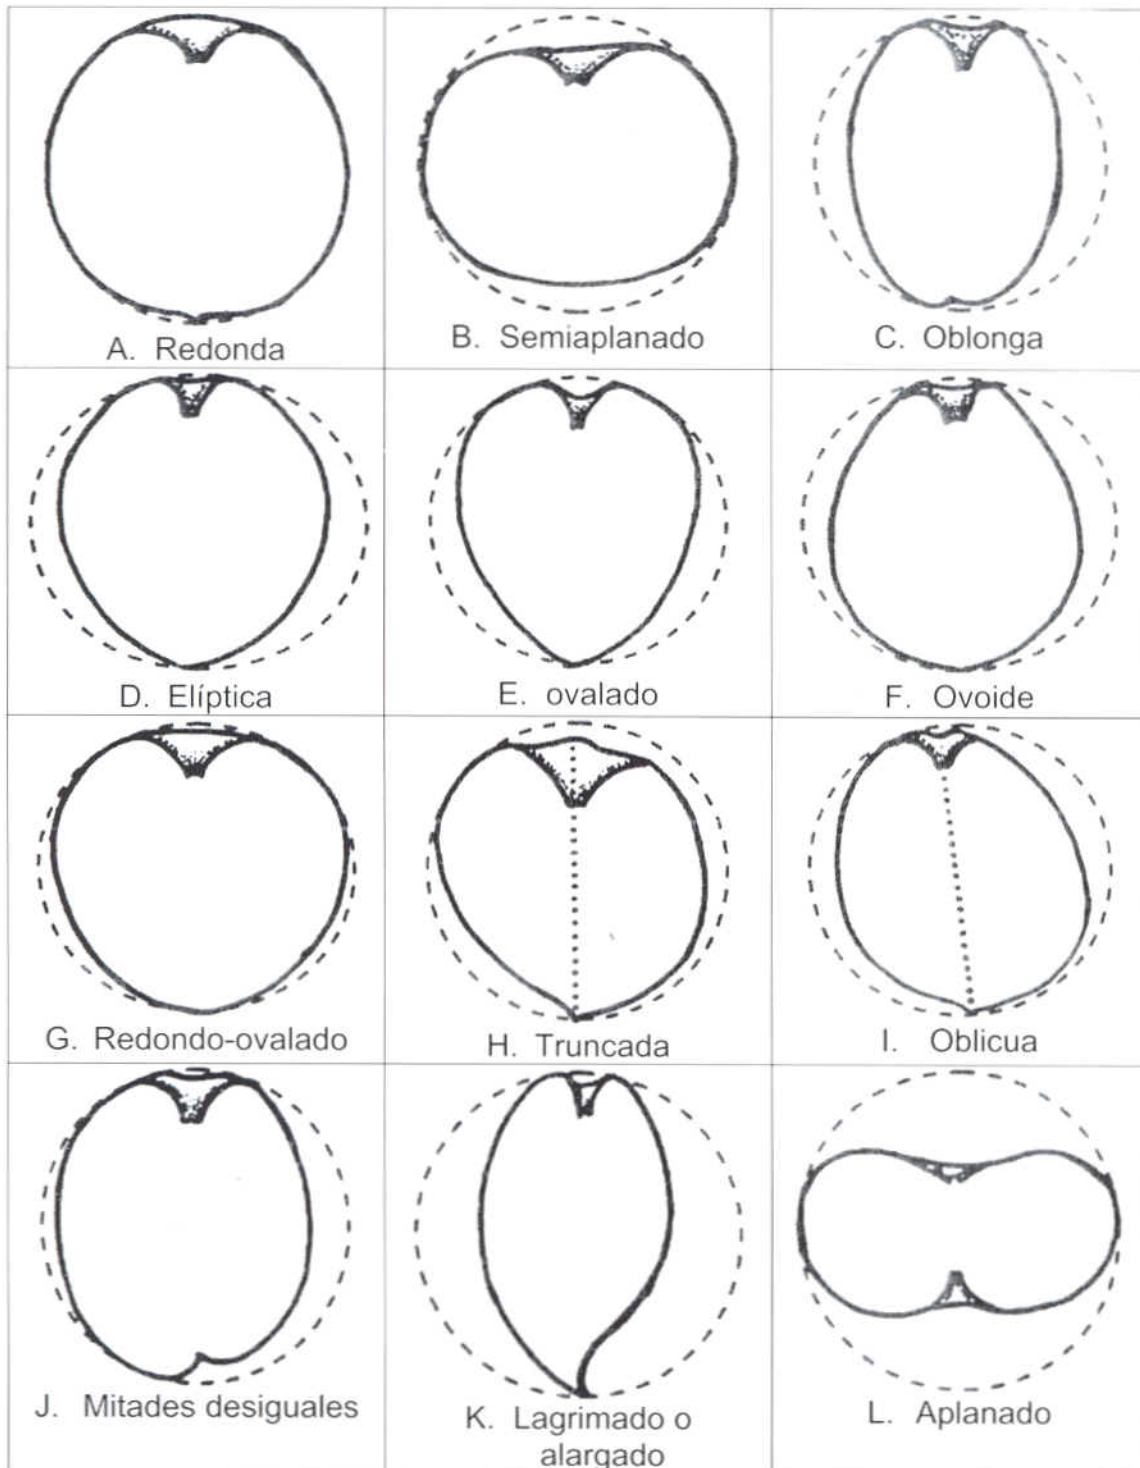 A. Redonda
B. Semiaplanado
C. Oblonga
D. Elíptica
E. ovalado
F. Ovoide
G. Redondo-ovalado
H. Truncada
I. Oblicua
J. Mitades desiguales
K. Lagrimado o
alargado
L. Aplanado